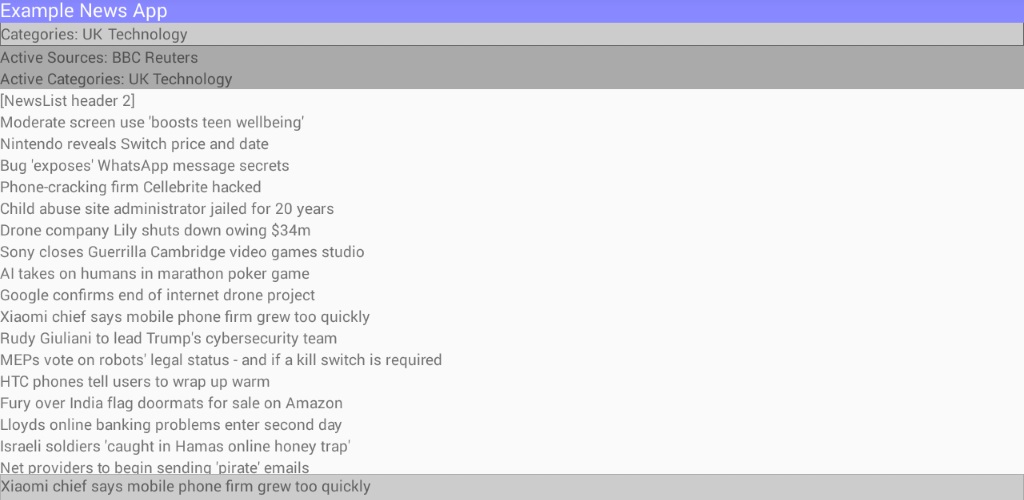 Example News App
Categories: UK Technology
Active Sources: BBC Reuters
Active Categories: UK Technology
[NewsList header 2]
Moderate screen use 'boosts teen wellbeing'
Nintendo reveals Switch price and date
Bug 'exposes' WhatsApp message secrets
Phone-cracking firm Cellebrite hacked
Child abuse site administrator jailed for 20 years
Drone company Lily shuts down owing $34m
Sony closes Guerrilla Cambridge video games studio
AI takes on humans in marathon poker game
Google confirms end of internet drone project
Xiaomi chief says mobile phone firm grew too quickly
Rudy Giuliani to lead Trump's cybersecurity team
MEPs vote on robots' legal status - and if a kill switch is required
HTC phones tell users to wrap up warm
Fury over India flag doormats for sale on Amazon
Lloyds online banking problems enter second day
Israeli soldiers 'caught in Hamas online honey trap'
Net providers to begin sending 'pirate' emails
Xiaomi chief says mobile phone firm grew too quickly